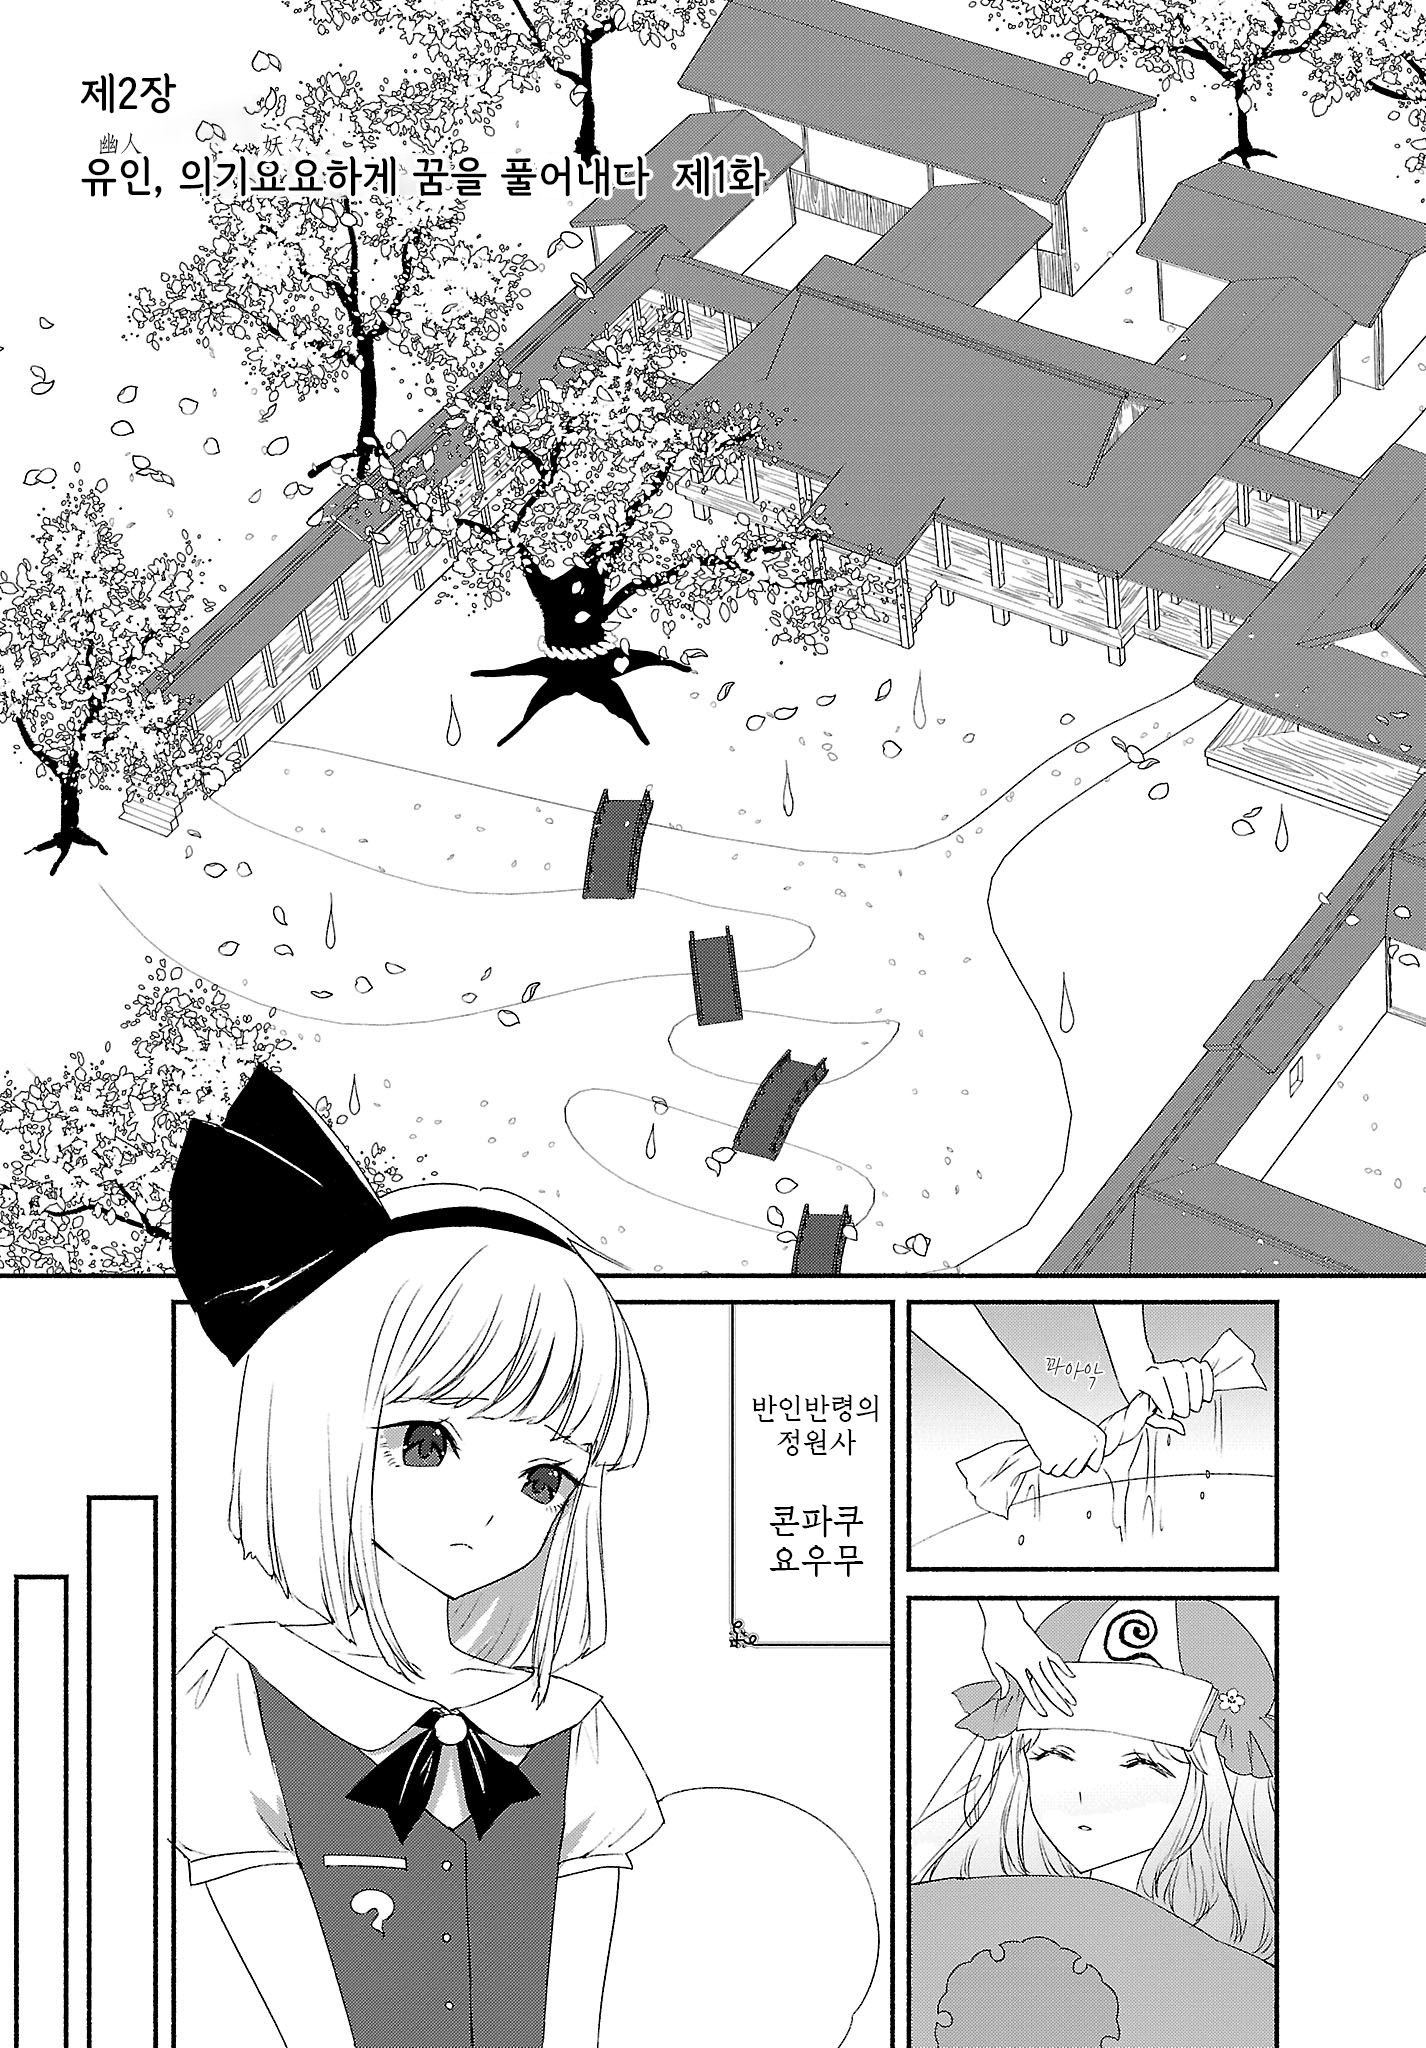 제2장
幽人 妖々
유인, 의기요요하게 꿈을 풀어내다 제1화
꽈아악
반인반령의
정원사
콘파쿠
요우무